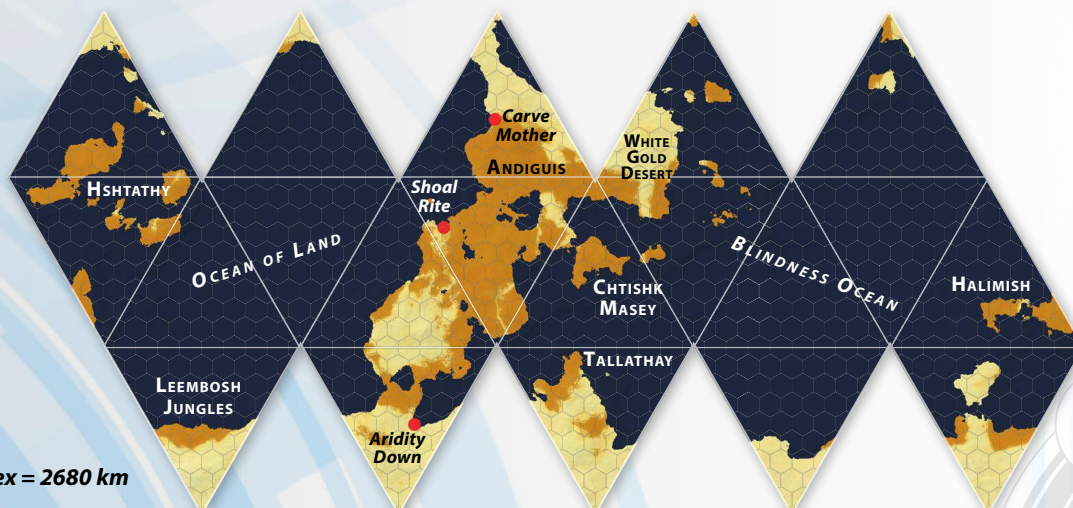 Carve
Mother
White
Gold
Desert
Andiguis
Shoal
Rite
Hshtathy
Ocean of Land
Blindness Ocean
Chtishk
Masey
Halimish
Tallathay
Leembosh
Jungles
Aridity
Down
ex = 2680 km